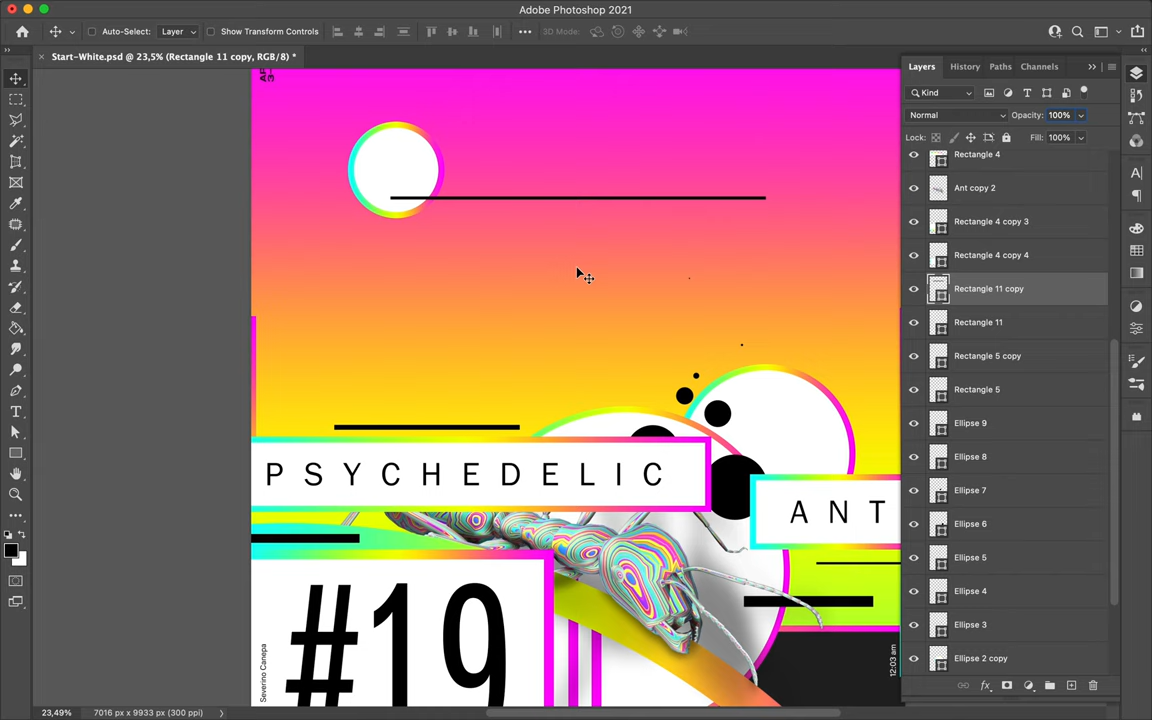 Adobe Photoshop 2021
Auto-Select: Layer Show Transform Controls 3D Mode:
Start-White.psd @ 23,5% (Rectangle 11 copy, RGB/8) *
Layers History Paths Channels
Kind
Normal Opacity: 100%
Lock: Fill: 100%
Rectangle 4
Ant copy 2
Rectangle 4 copy 3
Rectangle 4 copy 4
Rectangle 11 copy
Rectangle 11
Rectangle 5 copy
Rectangle 5
Ellipse 9
Ellipse 8
Ellipse 7
Ellipse 6
Ellipse 5
Ellipse 4
Ellipse 3
Ellipse 2 copy
PSYCHEDELIC
ANT
#19
Severino Canepa
12:03 am
23,49% 7016 px x 9933 px (300 ppi)